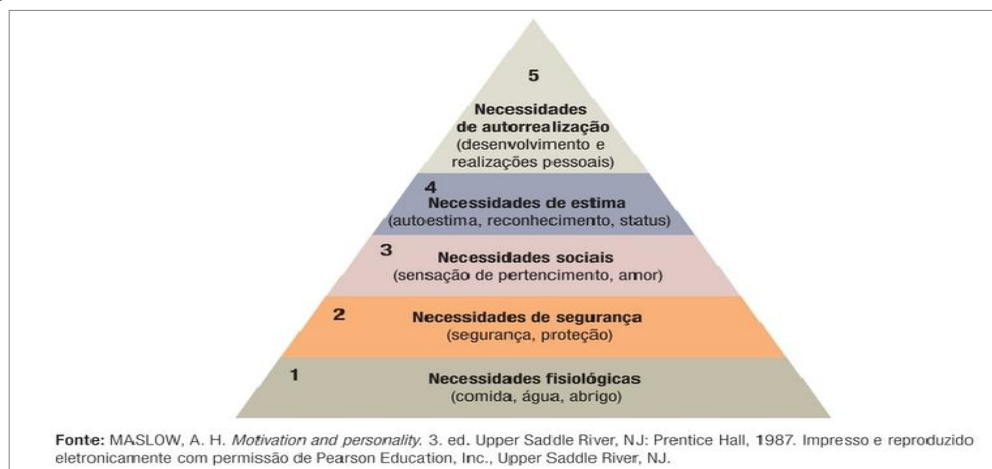 5
Necessidades
de autorrealização
(desenvolvimento e
realizações pessoais)
4
Necessidades de estima
(autoestima, reconhecimento, status)
3
Necessidades sociais
(sensação de pertencimento, amor)
2
Necessidades de segurança
(segurança, proteção)
1
Necessidades fisiológicas
(comida, água, abrigo)
Fonte: MASLOW, A. H. Motivation and personality. 3. ed. Upper Saddle River, NJ: Prentice Hall, 1987. Impresso e reproduzido
eletronicamente com permissão de Pearson Education, Inc., Upper Saddle River, NJ.